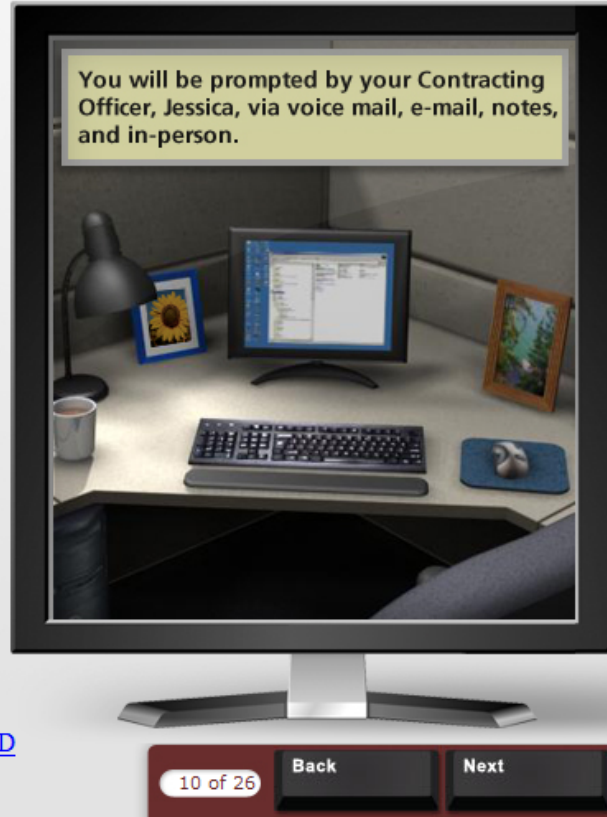 You will be prompted by your Contracting
Officer, Jessica, via voice mail, e-mail, notes,
and in-person.
D
10 of 26
Back
Next